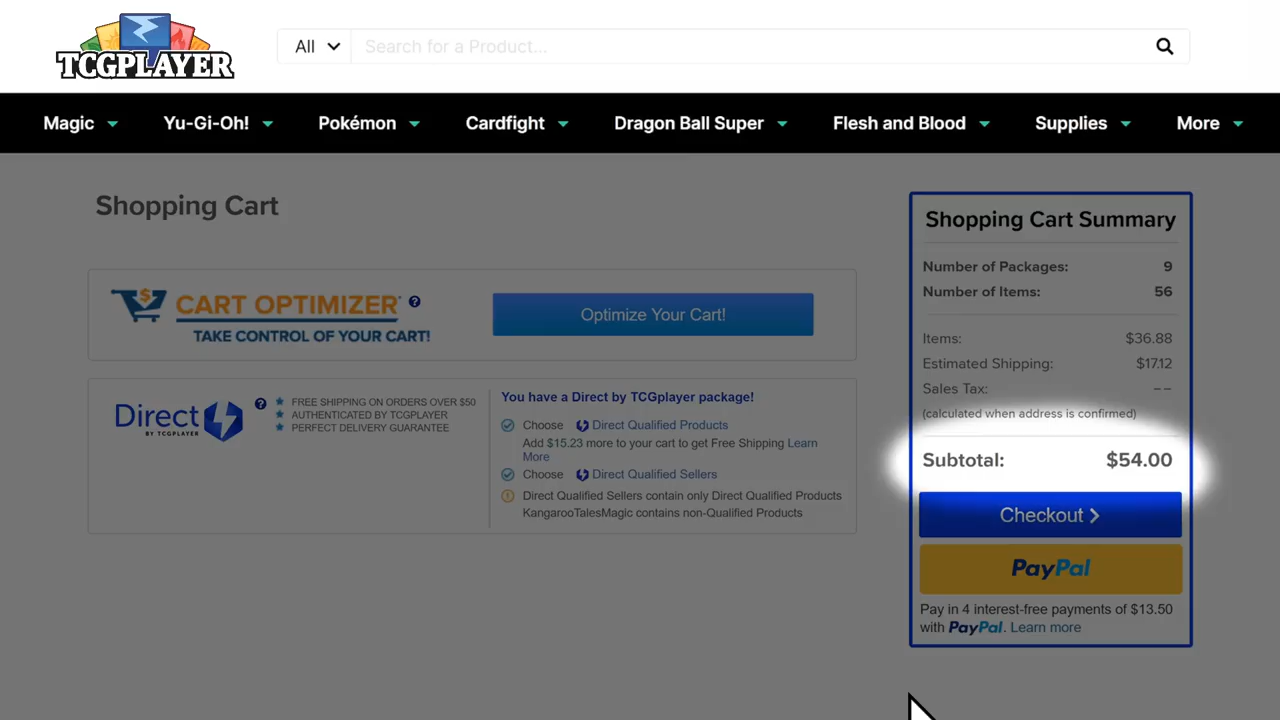 TCGPLAYER
All
Search for a Product...
Magic
Yu-Gi-Oh!
Pokémon
Cardfight
Dragon Ball Super
Flesh and Blood
Supplies
More
Shopping Cart
CART OPTIMIZER
?
TAKE CONTROL OF YOUR CART!
Optimize Your Cart!
Direct
BY TCGPLAYER
?
FREE SHIPPING ON ORDERS OVER $50
AUTHENTICATED BY TCGPLAYER
PERFECT DELIVERY GUARANTEE
You have a Direct by TCGplayer package!
Choose Direct Qualified Products
Add $15.23 more to your cart to get Free Shipping Learn
More
Choose Direct Qualified Sellers
Direct Qualified Sellers contain only Direct Qualified Products
KangarooTalesMagic contains non-Qualified Products
Shopping Cart Summary
Number of Packages: 9
Number of Items: 56
Items: $36.88
Estimated Shipping: $17.12
Sales Tax: --
(calculated when address is confirmed)
Subtotal: $54.00
Checkout
PayPal
Pay in 4 interest-free payments of $13.50
with PayPal. Learn more